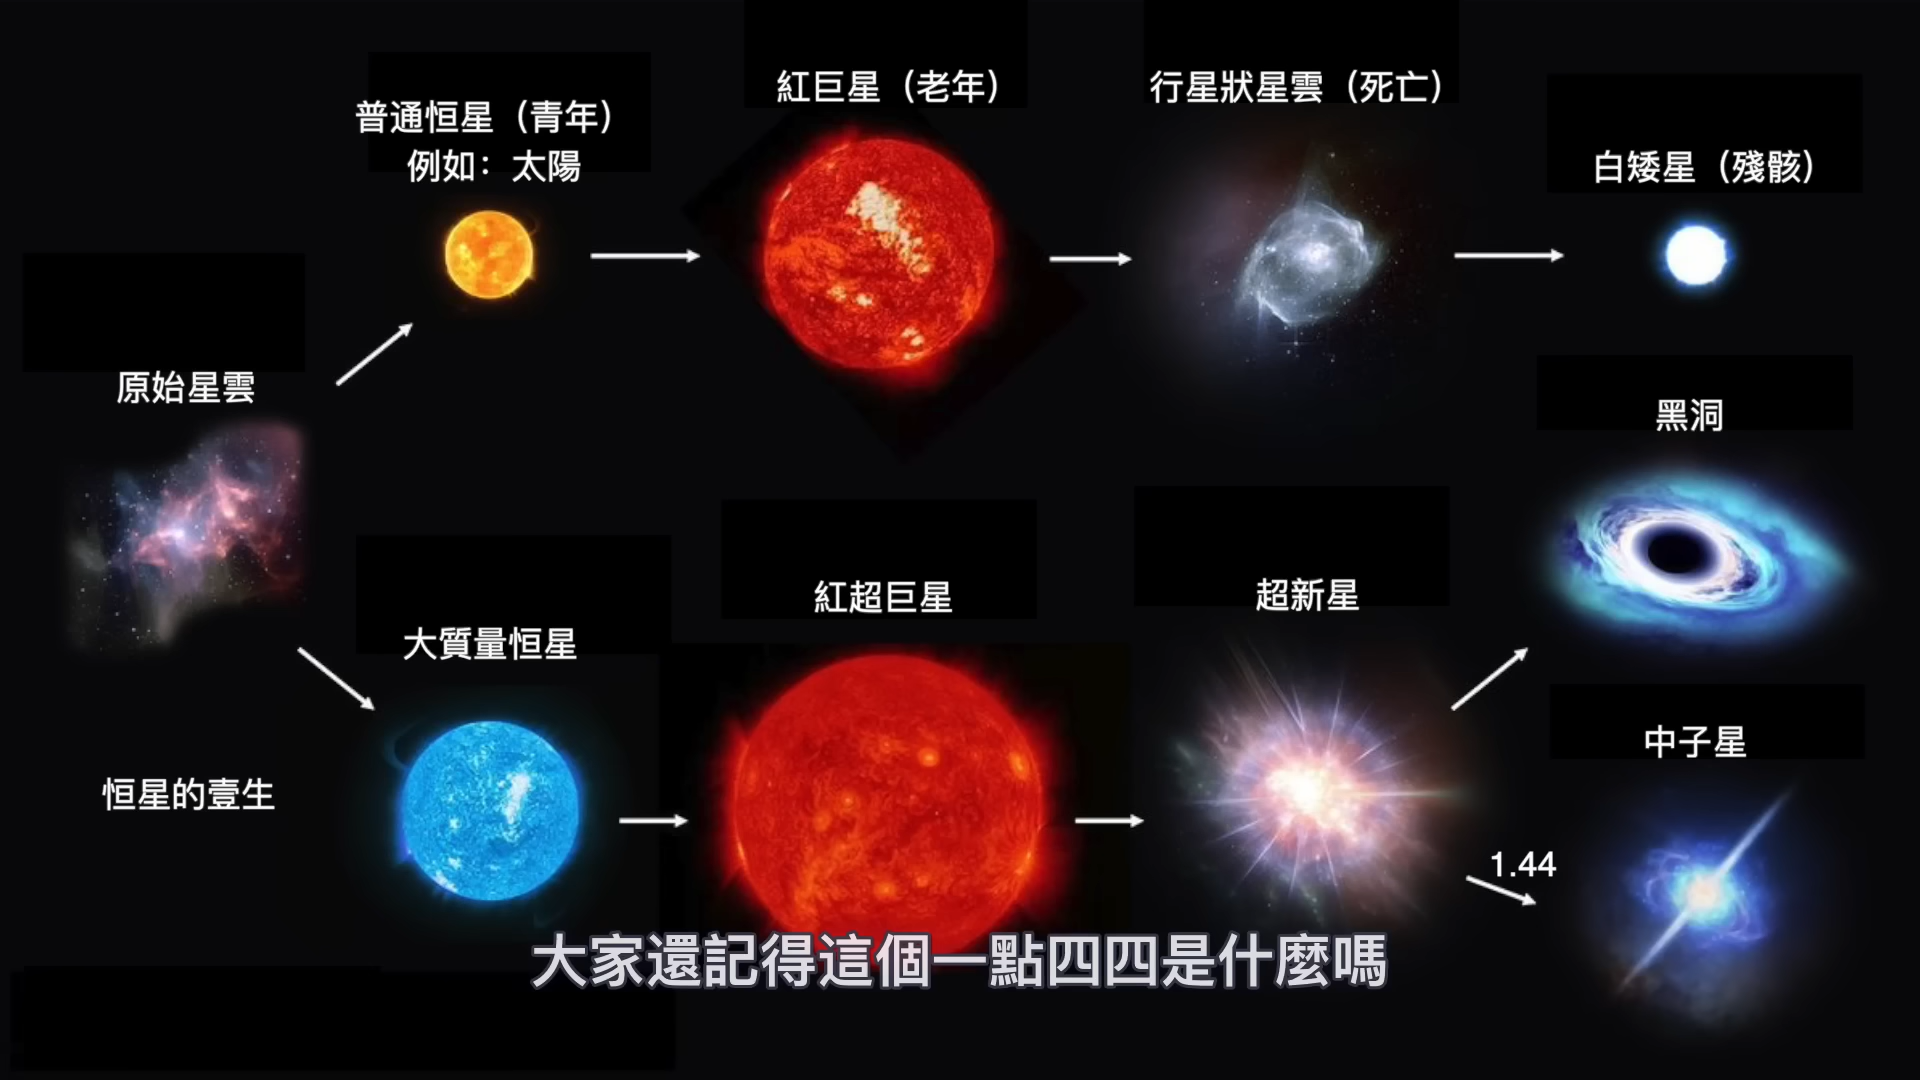 普通恒星（青年）
例如：太陽
紅巨星（老年）
行星狀星雲（死亡）
白矮星（殘骸）
原始星雲
黑洞
大質量恒星
紅超巨星
超新星
中子星
恒星的壹生
1.44
大家還記得這個一點四四是什麼嗎